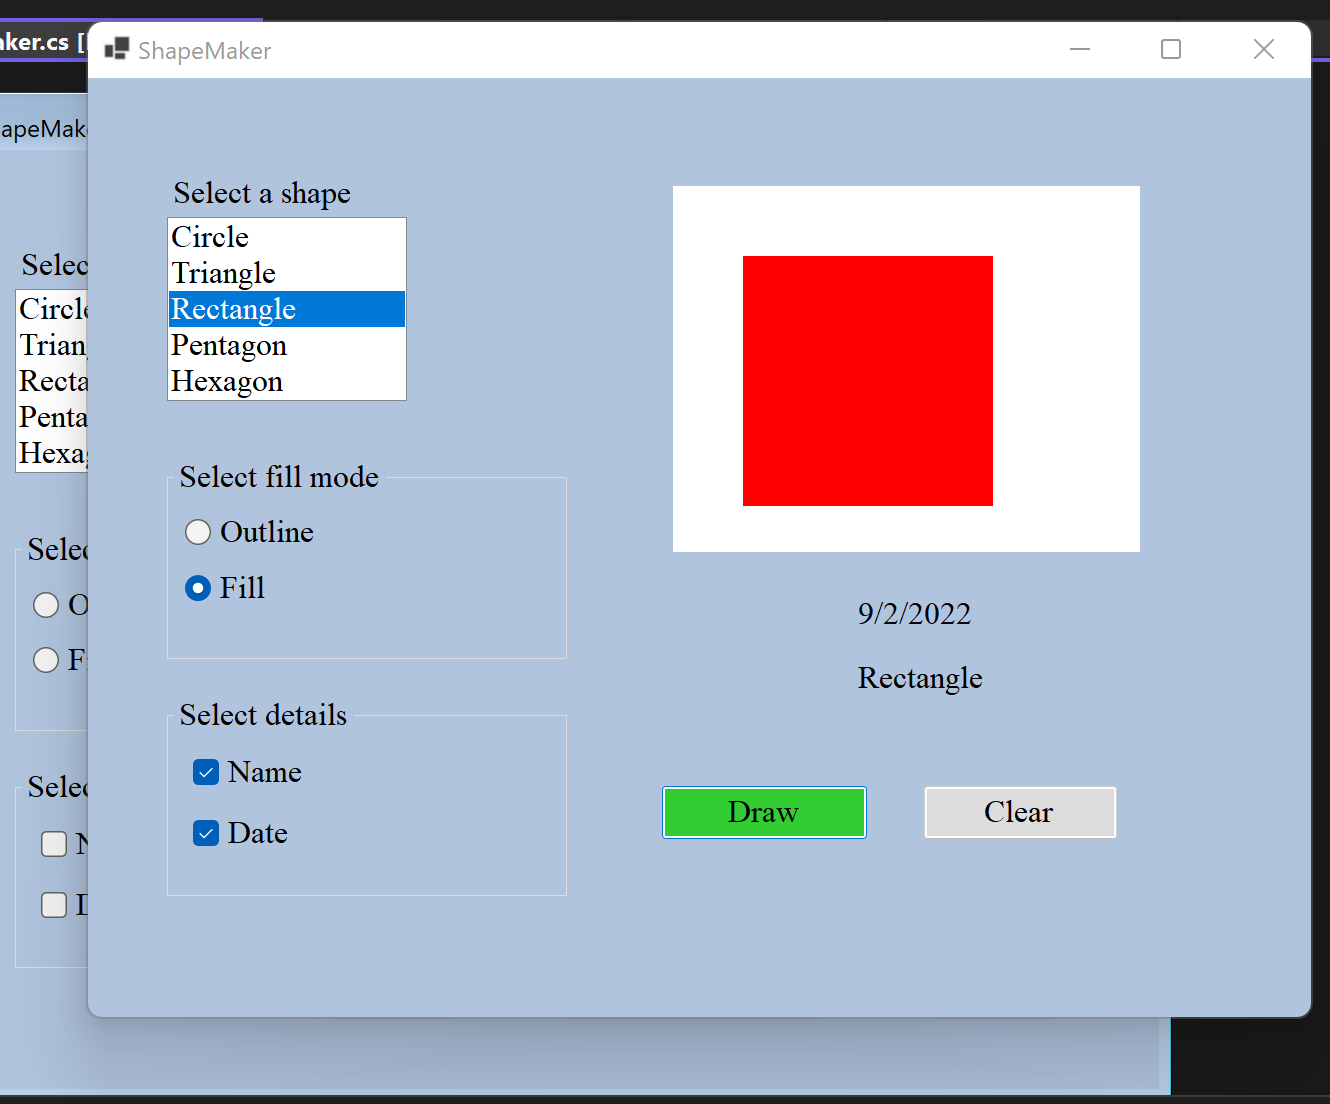 aker.cs [
ShapeMaker
apeMak
Select a shape
Circle
Triangle
Rectangle
Pentagon
Hexagon
Select fill mode
Outline
Fill
Select details
Name
Date
9/2/2022
Rectangle
Draw
Clear
Selec
Circle
Trian
Recta
Penta
Hexag
Selec
O
F
Selec
N
D